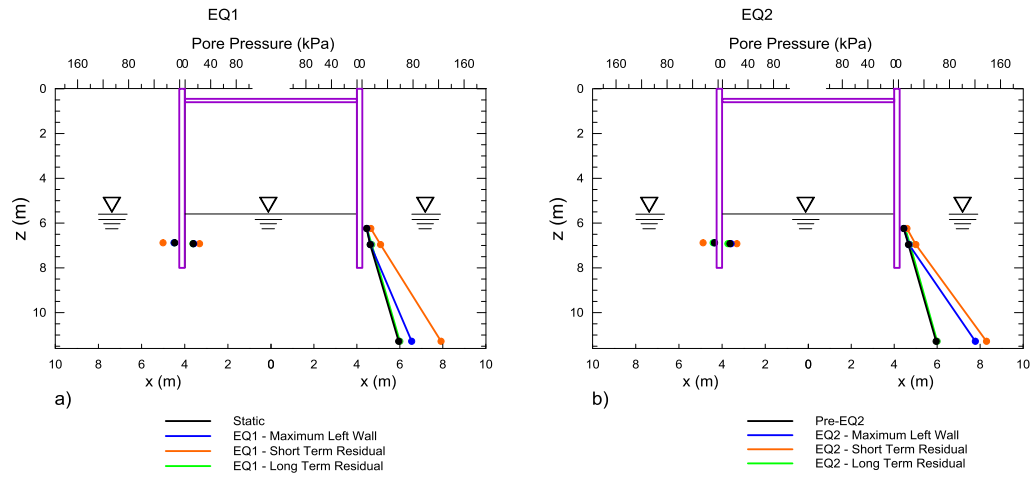 EQ1
Pore Pressure (kPa)
160 80 0 0 40 80 80 40 0 0 80 160
0
2
4
6
8
10
z (m)
10 8 6 4 2 0 0 2 4 6 8 10
x (m) x (m)
a)
Static
EQ1 - Maximum Left Wall
EQ1 - Short Term Residual
EQ1 - Long Term Residual
EQ2
Pore Pressure (kPa)
160 80 0 0 40 80 80 40 0 0 80 160
0
2
4
6
8
10
z (m)
10 8 6 4 2 0 0 2 4 6 8 10
x (m) x (m)
b)
Pre-EQ2
EQ2 - Maximum Left Wall
EQ2 - Short Term Residual
EQ2 - Long Term Residual